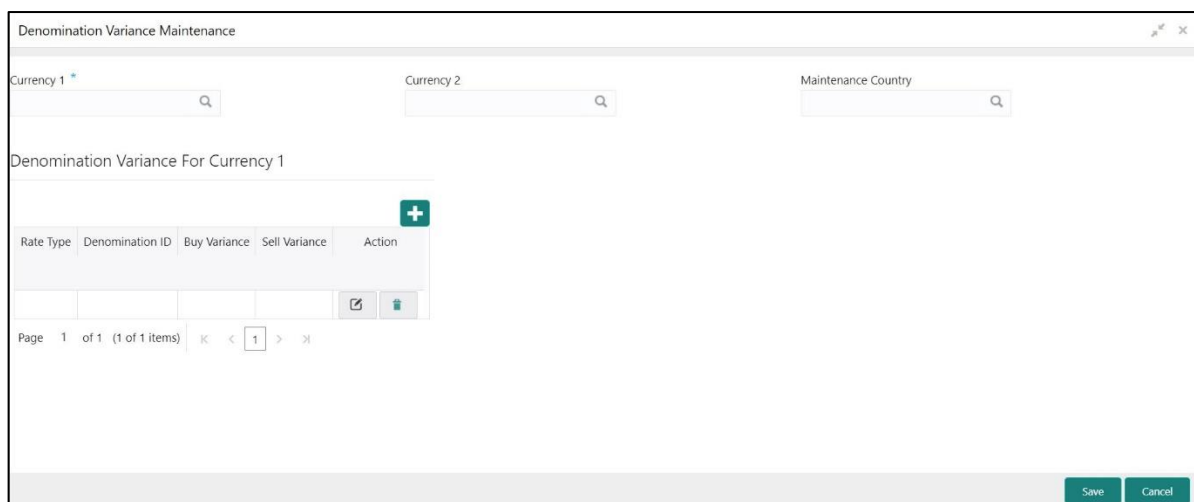 Denomination Variance Maintenance
Currency 1 * Currency 2 Maintenance Country
Denomination Variance For Currency 1
Rate Type Denomination ID Buy Variance Sell Variance Action
Page 1 of 1 (1 of 1 items) 1
Save Cancel